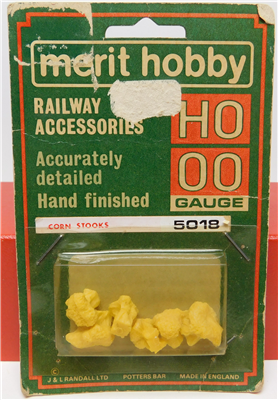 merit hobby
RAILWAY
ACCESSORIES
Accurately
detailed
Hand finished
HO
OO
GAUGE
CORN STOOKS 5018
©
J & L RANDALL LTD POTTERS BAR MADE IN ENGLAND